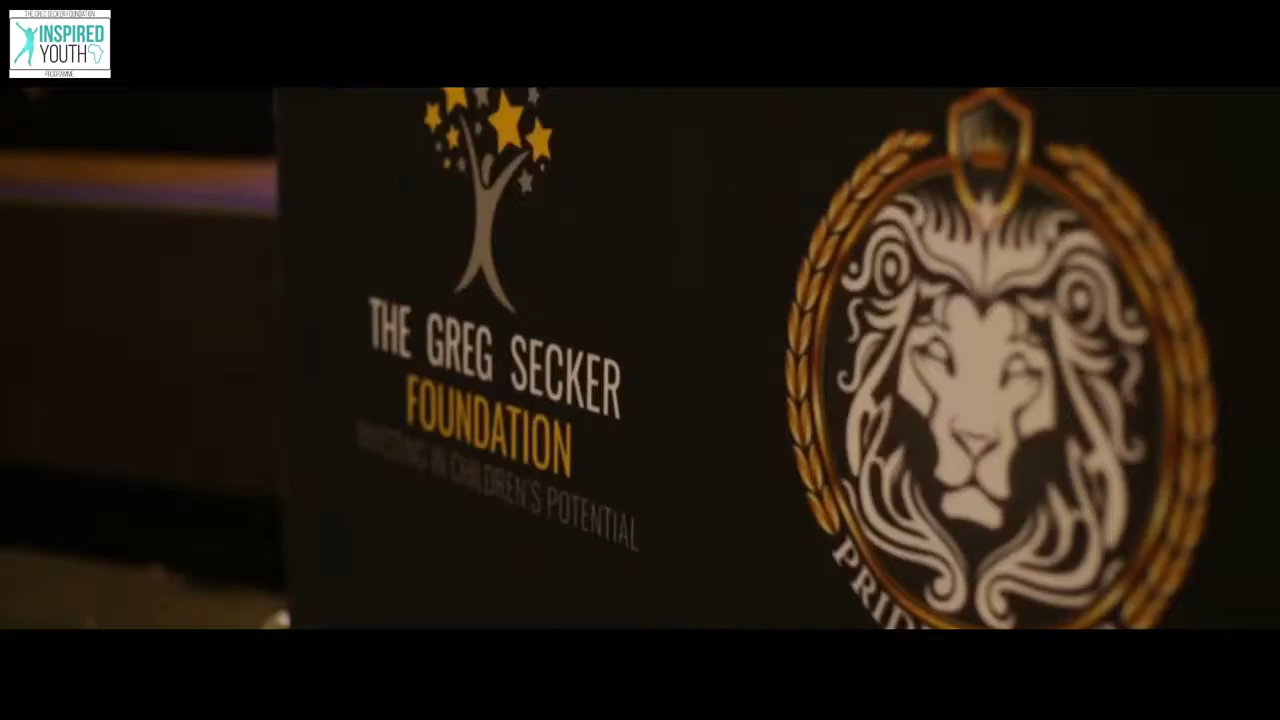 THE GREG SECKER FOUNDATION
INSPIRED
YOUTH
PROGRAMME
THE GREG SECKER
FOUNDATION
INVESTING IN CHILDREN'S POTENTIAL